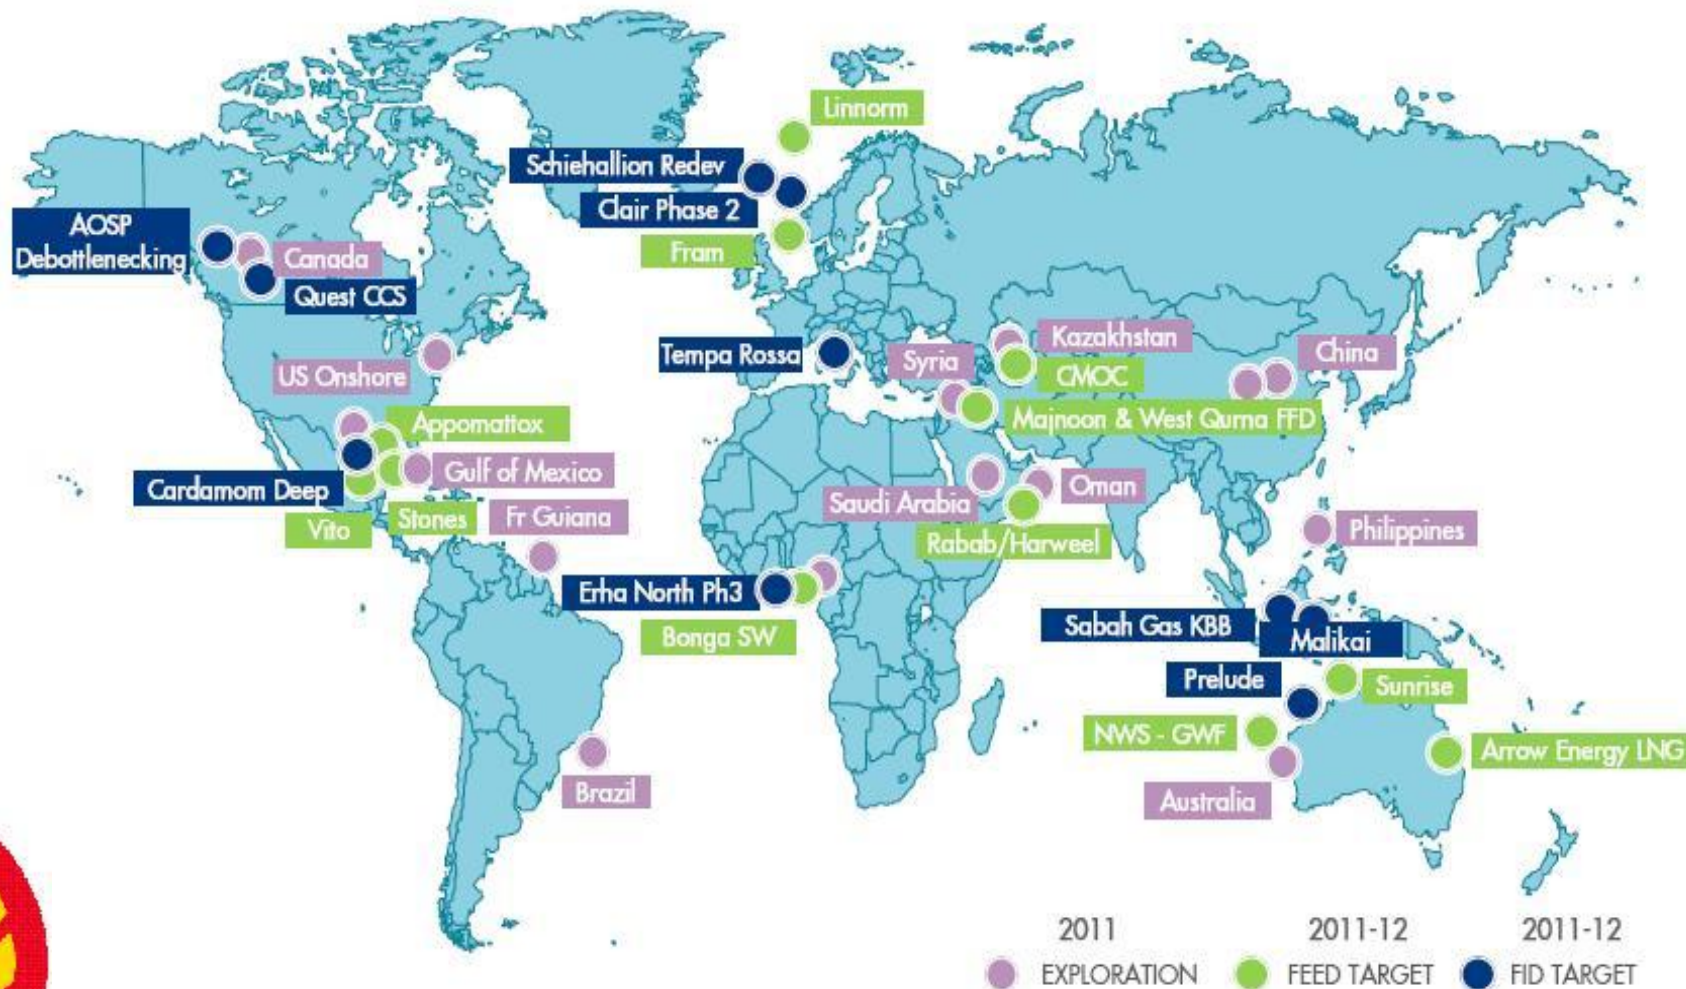 Linnorm
Schiehallion Redev
Clair Phase 2
Fram
AOSP
Debottlenecking
Canada
Quest CCS
Tempa Rossa
Syria
Kazakhstan
CMOC
China
US Onshore
Majnoon & West Qurna FFD
Appomattox
Gulf of Mexico
Cardamom Deep
Vito
Stones
Fr Guiana
Saudi Arabia
Oman
Rabab/Harweel
Philippines
Erha North Ph3
Bonga SW
Sabah Gas KBB
Malikai
Prelude
Sunrise
NWS - GWF
Arrow Energy LNG
Australia
Brazil
2011
2011-12
2011-12
EXPLORATION
FEED TARGET
FID TARGET